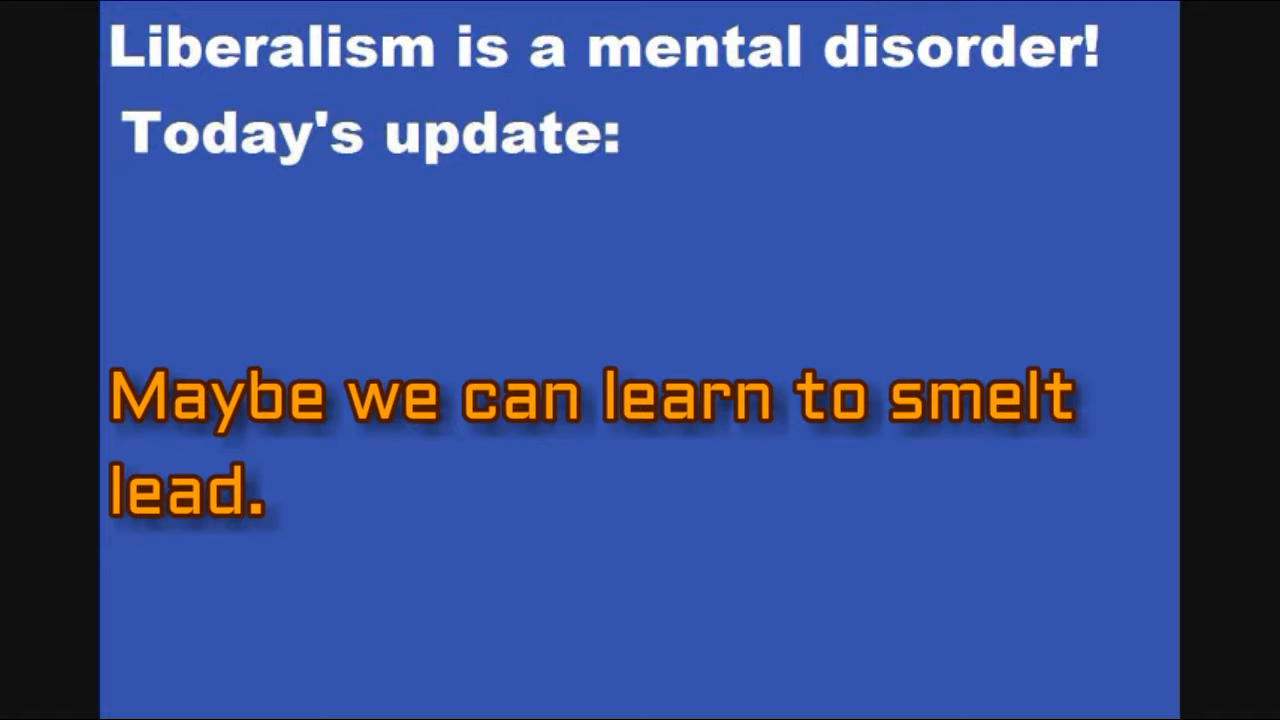 Liberalism is a mental disorder!
Today's update:
Maybe we can learn to smelt
lead.